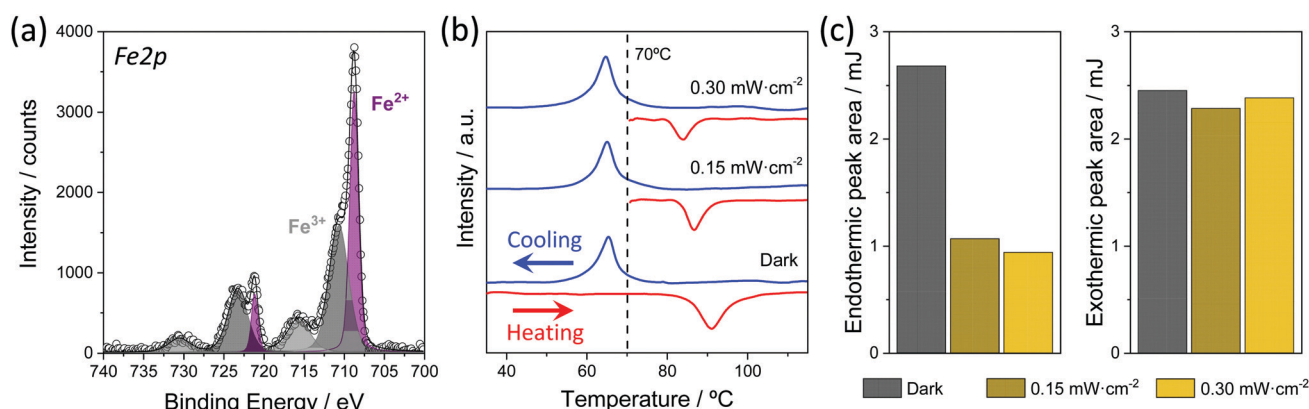 (a)
Fe2p
Fe2+
Fe3+
Intensity / counts
4000
3000
2000
1000
0
740 735 730 725 720 715 710 705 700
Binding Energy / eV
(b)
70ºC
0.30 mW·cm-2
0.15 mW·cm-2
Dark
Cooling
Heating
Intensity / a.u.
40 60 80 100
Temperature / ºC
(c)
Endothermic peak area / mJ
3
2
1
0
Exothermic peak area / mJ
3
2
1
0
Dark 0.15 mW·cm-2 0.30 mW·cm-2